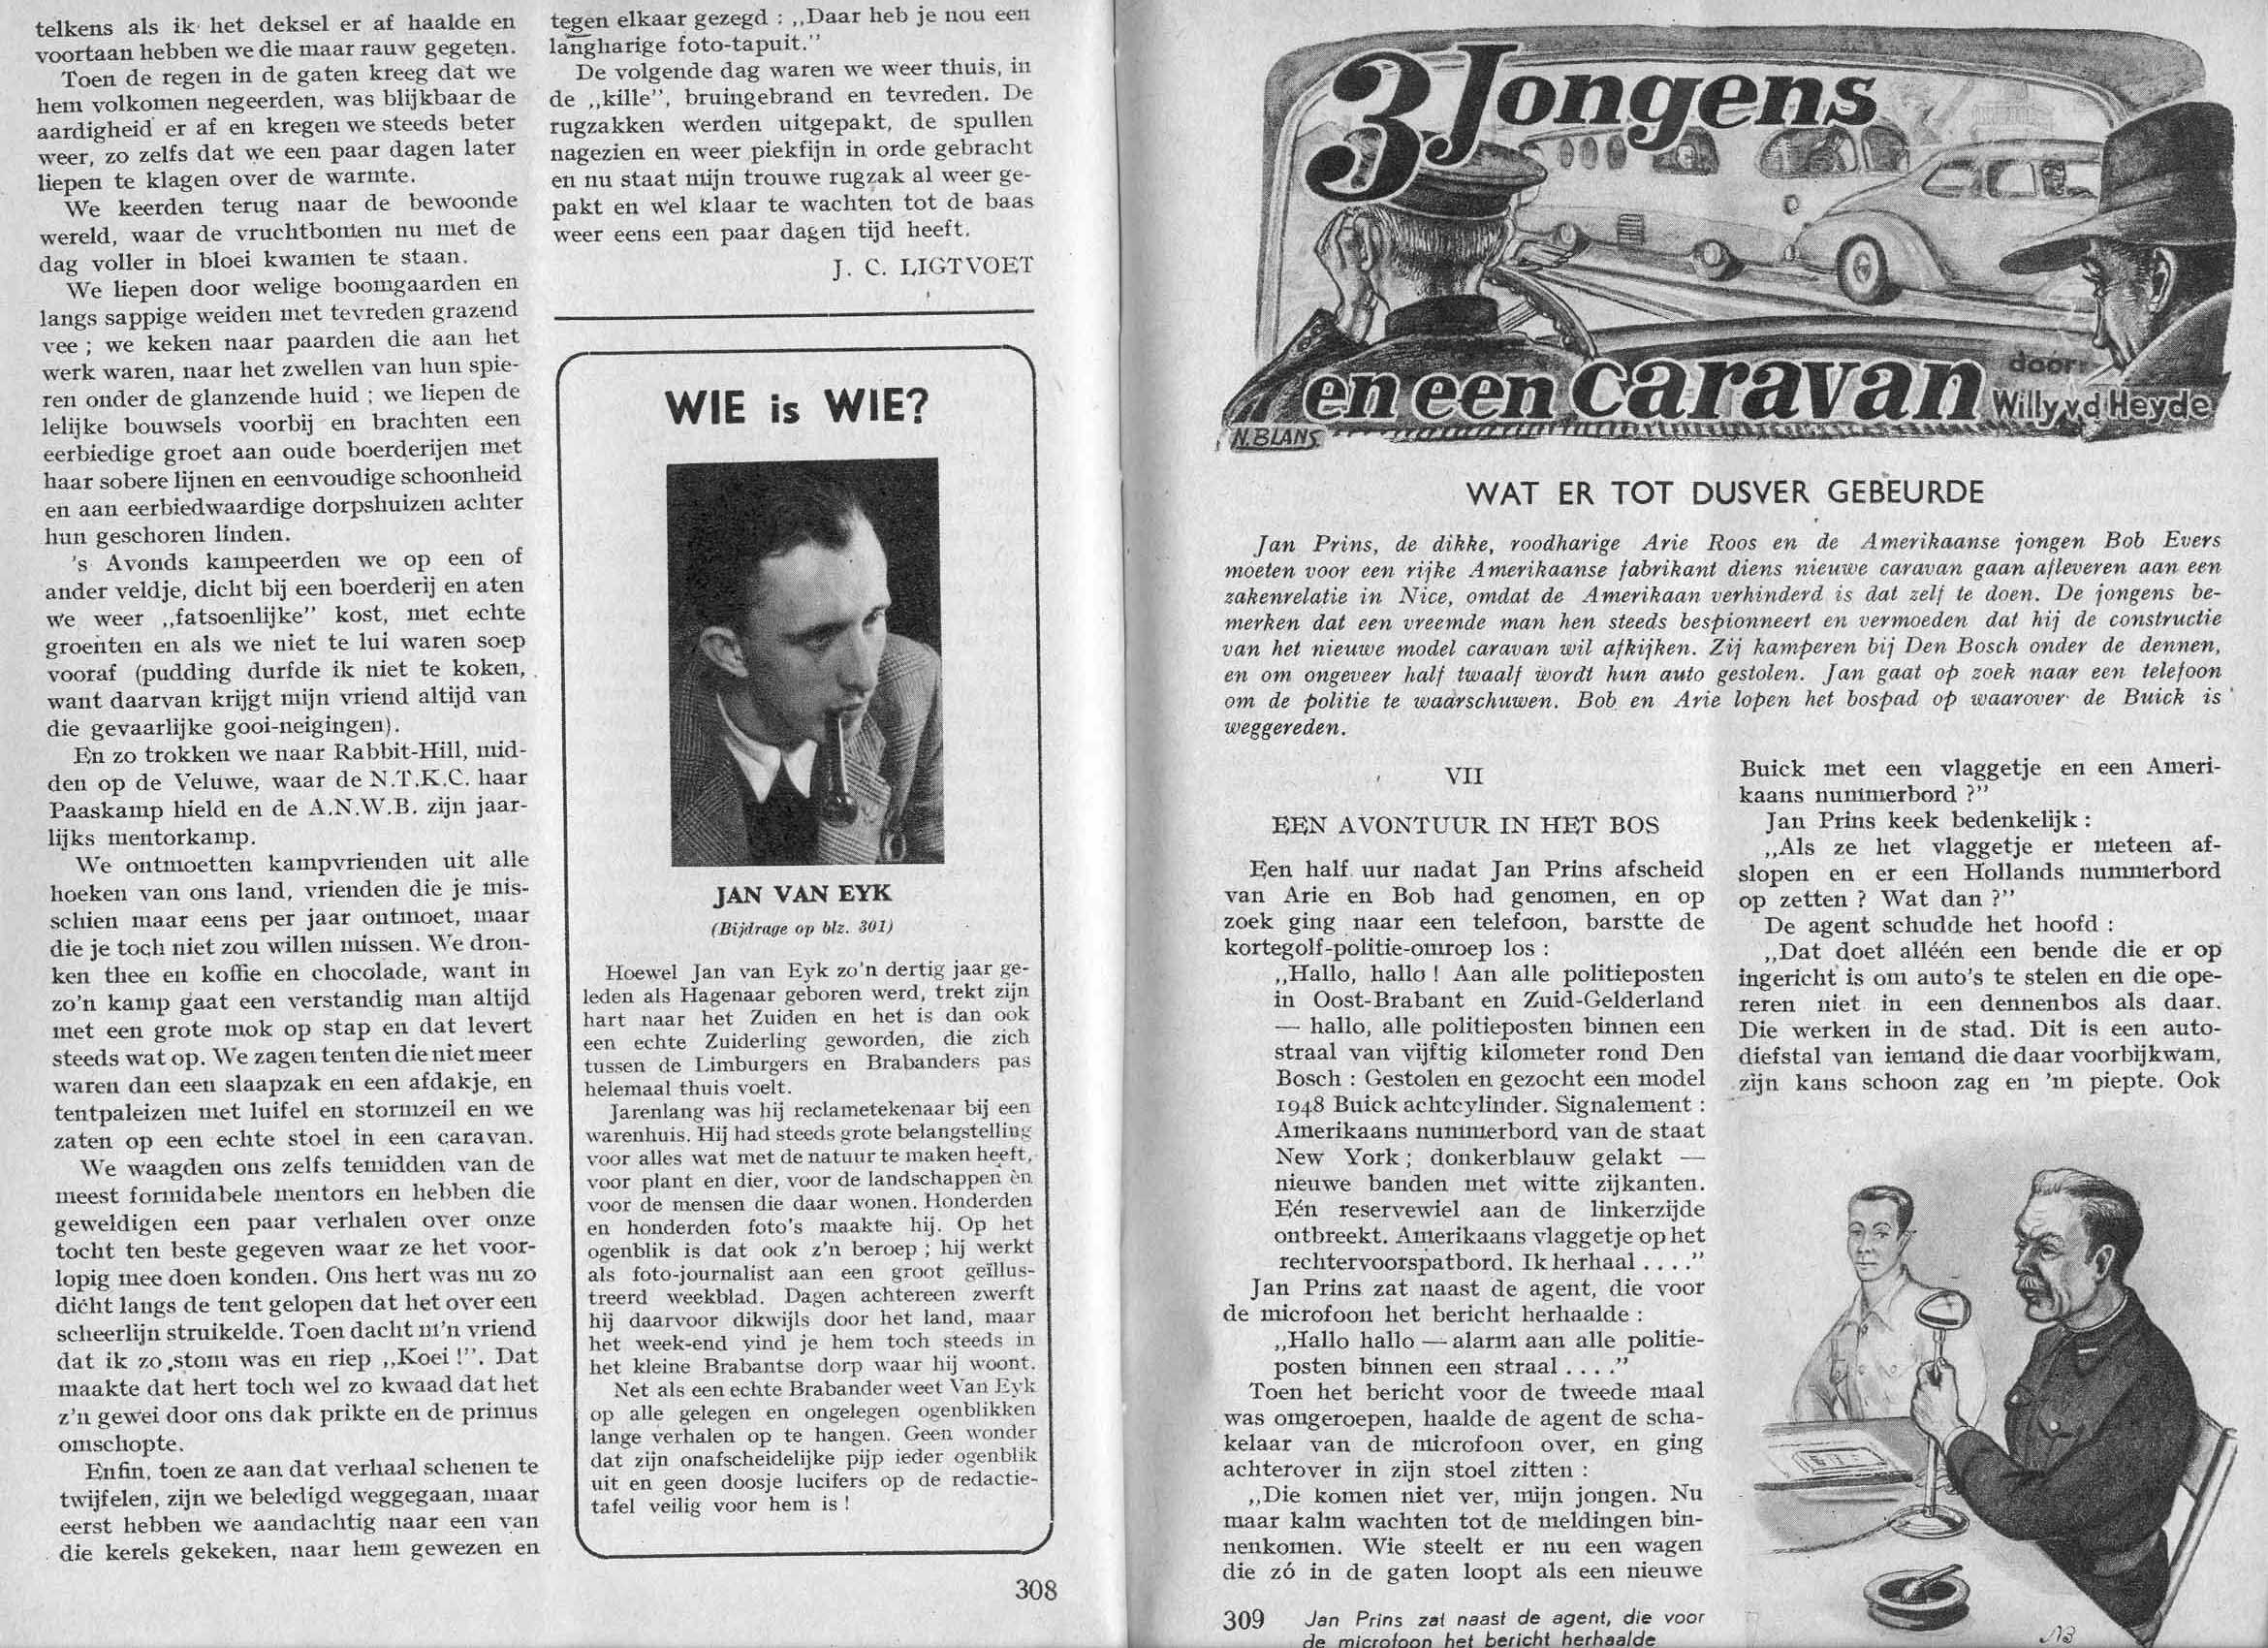 telkens als ik het deksel er af haalde en
voortaan hebben we die maar rauw gegeten.
Toen de regen in de gaten kreeg dat we
hem volkomen negeerden, was blijkbaar de
aardigheid er af en kregen we steeds beter
weer, zo zelfs dat we een paar dagen later
liepen te klagen over de warmte.
We keerden terug naar de bewoonde
wereld, waar de vruchtbomen nu met de
dag voller in bloei kwamen te staan.
We liepen door welige boomgaarden en
langs sappige weiden met tevreden grazend
vee ; we keken naar paarden die aan het
werk waren, naar het zwellen van hun spie-
ren onder de glanzende huid ; we liepen de
lelijke bouwsels voorbij en brachten een
eerbiedige groet aan oude boerderijen met
haar sobere lijnen en eenvoudige schoonheid
en aan eerbiedwaardige dorpshuizen achter
hun geschoren linden.
's Avonds kampeerden we op een of
ander veldje, dicht bij een boerderij en aten
we weer ,,fatsoenlijke" kost, met echte
groenten en als we niet te lui waren soep
vooraf (pudding durfde ik niet te koken,
want daarvan krijgt mijn vriend altijd van
die gevaarlijke gooi-neigingen).
En zo trokken we naar Rabbit-Hill, mid-
den op de Veluwe, waar de N.T.K.C. haar
Paaskamp hield en de A.N.W.B. zijn jaar-
lijks mentorkamp.
We ontmoetten kampvrienden uit alle
hoeken van ons land, vrienden die je mis-
schien maar eens per jaar ontmoet, maar
die je toch niet zou willen missen. We dron-
ken thee en koffie en chocolade, want in
zo'n kamp gaat een verstandig man altijd
met een grote mok op stap en dat levert
steeds wat op. We zagen tenten die niet meer
waren dan een slaapzak en een afdakje, en
tentpaleizen met luifel en stormzeil en we
zaten op een echte stoel in een caravan.
We waagden ons zelfs temidden van de
meest formidabele mentors en hebben die
geweldigen een paar verhalen over onze
tocht ten beste gegeven waar ze het voor-
lopig mee doen konden. Ons hert was nu zo
dicht langs de tent gelopen dat het over een
scheerlijn struikelde. Toen dacht m'n vriend
dat ik zo stom was en riep ,,Koei !". Dat
maakte dat hert toch wel zo kwaad dat het
z'n gewei door ons dak prikte en de primus
omschopte.
Enfin, toen ze aan dat verhaal schenen te
twijfelen, zijn we beledigd weggegaan, maar
eerst hebben we aandachtig naar een van
die kerels gekeken, naar hem gewezen en
tegen elkaar gezegd : ,,Daar heb je nou een
langharige foto-tapuit."
De volgende dag waren we weer thuis, in
de ,,kille", bruingebrand en tevreden. De
rugzakken werden uitgepakt, de spullen
nagezien en weer piekfijn in orde gebracht
en nu staat mijn trouwe rugzak al weer ge-
pakt en wel klaar te wachten tot de baas
weer eens een paar dagen tijd heeft.
J. C. LIGTVOET
WIE is WIE?
JAN VAN EYK
(Bijdrage op blz. 301)
Hoewel Jan van Eyk zo'n dertig jaar ge-
leden als Hagenaar geboren werd, trekt zijn
hart naar het Zuiden en het is dan ook
een echte Zuiderling geworden, die zich
tussen de Limburgers en Brabanders pas
helemaal thuis voelt.
Jarenlang was hij reclametekenaar bij een
warenhuis. Hij had steeds grote belangstelling
voor alles wat met de natuur te maken heeft,
voor plant en dier, voor de landschappen èn
voor de mensen die daar wonen. Honderden
en honderden foto's maakte hij. Op het
ogenblik is dat ook z'n beroep ; hij werkt
als foto-journalist aan een groot geïllus-
treerd weekblad. Dagen achtereen zwerft
hij daarvoor dikwijls door het land, maar
het week-end vind je hem toch steeds in
het kleine Brabantse dorp waar hij woont.
Net als een echte Brabander weet Van Eyk
op alle gelegen en ongelegen ogenblikken
lange verhalen op te hangen. Geen wonder
dat zijn onafscheidelijke pijp ieder ogenblik
uit en geen doosje lucifers op de redactie-
tafel veilig voor hem is !
308
3 Jongens
en een caravan
door
Willy v.d Heyde
N. BLANS
WAT ER TOT DUSVER GEBEURDE
Jan Prins, de dikke, roodharige Arie Roos en de Amerikaanse jongen Bob Evers
moeten voor een rijke Amerikaanse fabrikant diens nieuwe caravan gaan afleveren aan een
zakenrelatie in Nice, omdat de Amerikaan verhinderd is dat zelf te doen. De jongens be-
merken dat een vreemde man hen steeds bespionneert en vermoeden dat hij de constructie
van het nieuwe model caravan wil afkijken. Zij kamperen bij Den Bosch onder de dennen,
en om ongeveer half twaalf wordt hun auto gestolen. Jan gaat op zoek naar een telefoon
om de politie te waarschuwen. Bob en Arie lopen het bospad op waarover de Buick is
weggereden.
VII
EEN AVONTUUR IN HET BOS
Een half uur nadat Jan Prins afscheid
van Arie en Bob had genomen, en op
zoek ging naar een telefoon, barstte de
kortegolf-politie-omroep los :
,,Hallo, hallo ! Aan alle politieposten
in Oost-Brabant en Zuid-Gelderland
— hallo, alle politieposten binnen een
straal van vijftig kilometer rond Den
Bosch : Gestolen en gezocht een model
1948 Buick achtcylinder. Signalement :
Amerikaans nummerbord van de staat
New York ; donkerblauw gelakt —
nieuwe banden met witte zijkanten.
Eén reservewiel aan de linkerzijde
ontbreekt. Amerikaans vlaggetje op het
rechtervoorspatbord. Ik herhaal . . . ."
Jan Prins zat naast de agent, die voor
de microfoon het bericht herhaalde :
,,Hallo hallo — alarm aan alle politie-
posten binnen een straal . . . ."
Toen het bericht voor de tweede maal
was omgeroepen, haalde de agent de scha-
kelaar van de microfoon over, en ging
achterover in zijn stoel zitten :
,,Die komen niet ver, mijn jongen. Nu
maar kalm wachten tot de meldingen bin-
nenkomen. Wie steelt er nu een wagen
die zó in de gaten loopt als een nieuwe
Buick met een vlaggetje en een Ameri-
kaans nummerbord ?"
Jan Prins keek bedenkelijk :
,,Als ze het vlaggetje er meteen af-
slopen en er een Hollands nummerbord
op zetten ? Wat dan ?"
De agent schudde het hoofd :
,,Dat doet alléén een bende die er op
ingericht is om auto's te stelen en die ope-
reren niet in een dennenbos als daar.
Die werken in de stad. Dit is een auto-
diefstal van iemand die daar voorbijkwam,
zijn kans schoon zag en 'm piepte. Ook
NB
309
Jan Prins zat naast de agent, die voor
de microfoon het bericht herhaalde